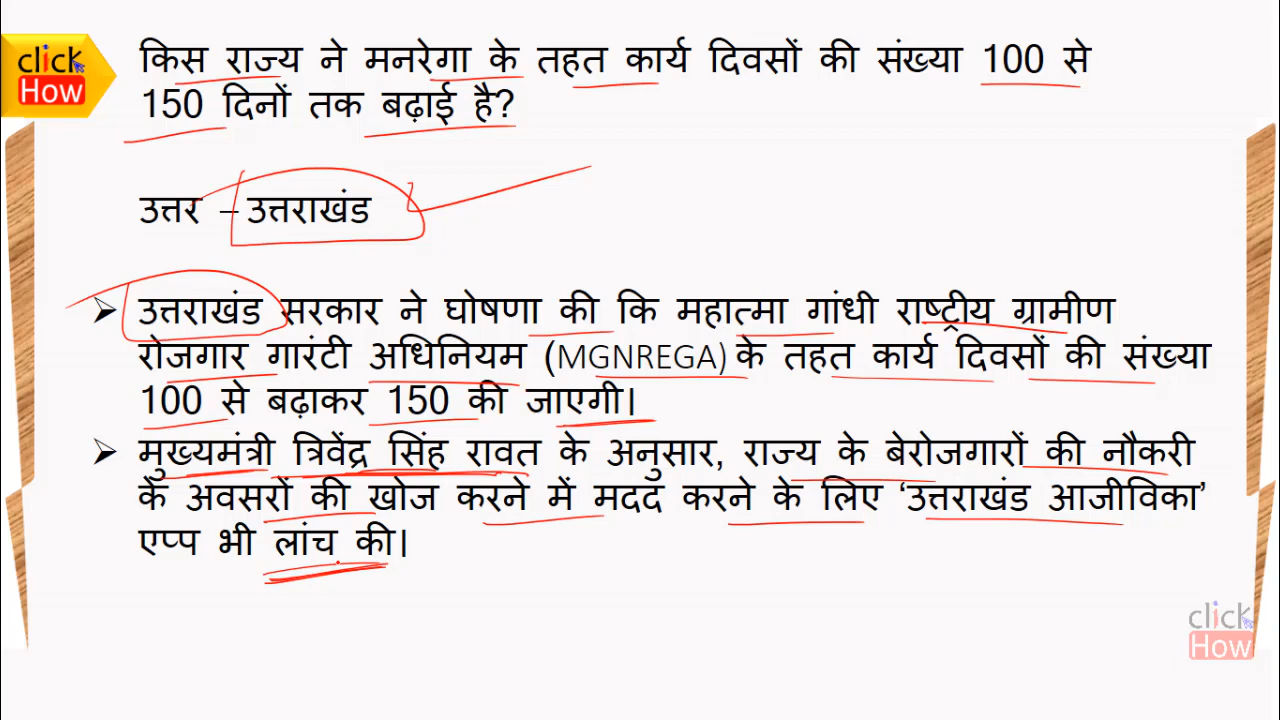 click
How
किस राज्य ने मनरेगा के तहत कार्य दिवसों की संख्या 100 से
150 दिनों तक बढ़ाई है?
उत्तर – उत्तराखंड
➢ उत्तराखंड सरकार ने घोषणा की कि महात्मा गांधी राष्ट्रीय ग्रामीण
रोजगार गारंटी अधिनियम (MGNREGA) के तहत कार्य दिवसों की संख्या
100 से बढ़ाकर 150 की जाएगी।
➢ मुख्यमंत्री त्रिवेंद्र सिंह रावत के अनुसार, राज्य के बेरोजगारों की नौकरी
के अवसरों की खोज करने में मदद करने के लिए ‘उत्तराखंड आजीविका’
एप्प भी लांच की।
click
How